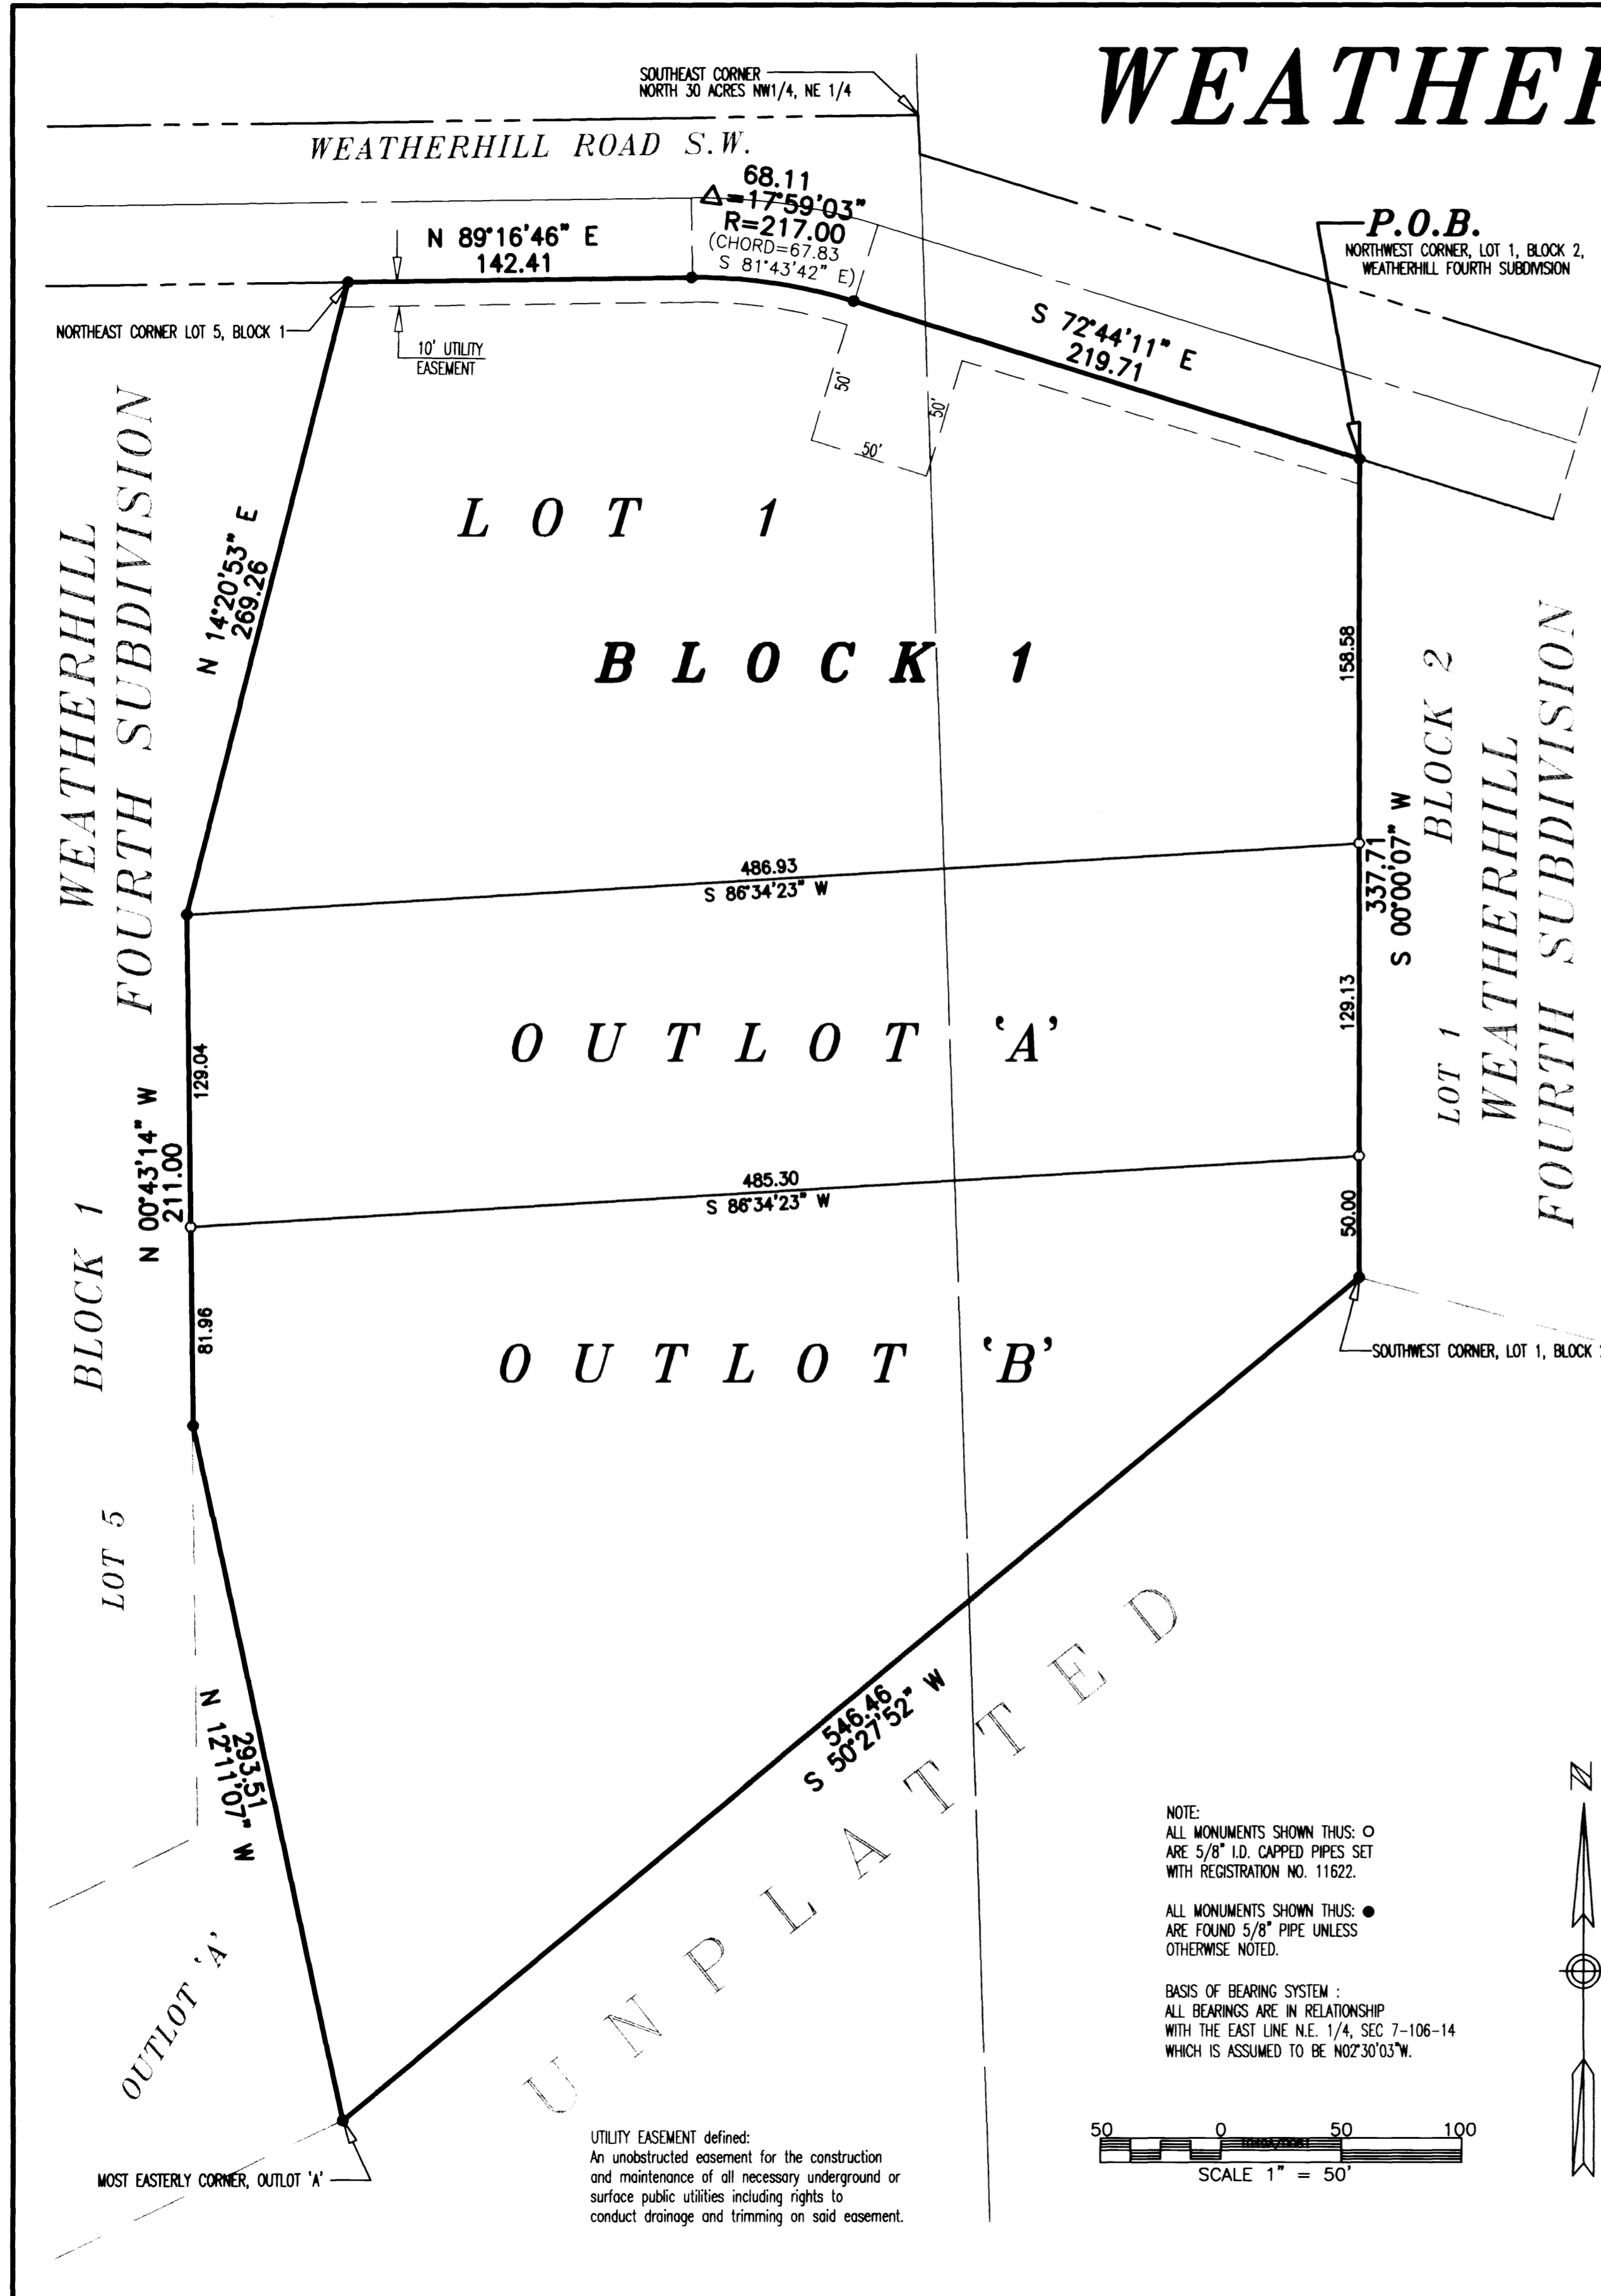 WEATHER
SOUTHEAST CORNER
NORTH 30 ACRES NW1/4, NE 1/4
WEATHERHILL ROAD S.W.
68.11
Δ=17°59'03"
R=217.00
(CHORD=67.83
S 81°43'42" E)
N 89°16'46" E
142.41
P.O.B.
NORTHWEST CORNER, LOT 1, BLOCK 2,
WEATHERHILL FOURTH SUBDIVISION
NORTHEAST CORNER LOT 5, BLOCK 1
10' UTILITY
EASEMENT
S 72°44'11" E
219.71
50'
50'
50'
LOT 1
BLOCK 1
N 14°20'53" E
269.26
WEATHERHILL
FOURTH SUBDIVISION
158.58
BLOCK 2
LOT 1
WEATHERHILL
FOURTH SUBDIVISION
337.71
S 00°00'07" W
486.93
S 86°34'23" W
129.04
129.13
OUTLOT 'A'
N 00°43'14" W
211.00
485.30
S 86°34'23" W
50.00
BLOCK 1
81.96
OUTLOT 'B'
SOUTHWEST CORNER, LOT 1, BLOCK
LOT 5
293.51
N 12°11'07" W
546.46
S 50°27'52" W
UNPLATTED
OUTLOT 'A'
MOST EASTERLY CORNER, OUTLOT 'A'
N
NOTE:
ALL MONUMENTS SHOWN THUS: O
ARE 5/8" I.D. CAPPED PIPES SET
WITH REGISTRATION NO. 11622.
ALL MONUMENTS SHOWN THUS: ●
ARE FOUND 5/8" PIPE UNLESS
OTHERWISE NOTED.
BASIS OF BEARING SYSTEM :
ALL BEARINGS ARE IN RELATIONSHIP
WITH THE EAST LINE N.E. 1/4, SEC 7-106-14
WHICH IS ASSUMED TO BE N02°30'03"W.
UTILITY EASEMENT defined:
An unobstructed easement for the construction
and maintenance of all necessary underground or
surface public utilities including rights to
conduct drainage and trimming on said easement.
50 0 50 100
SCALE 1" = 50'